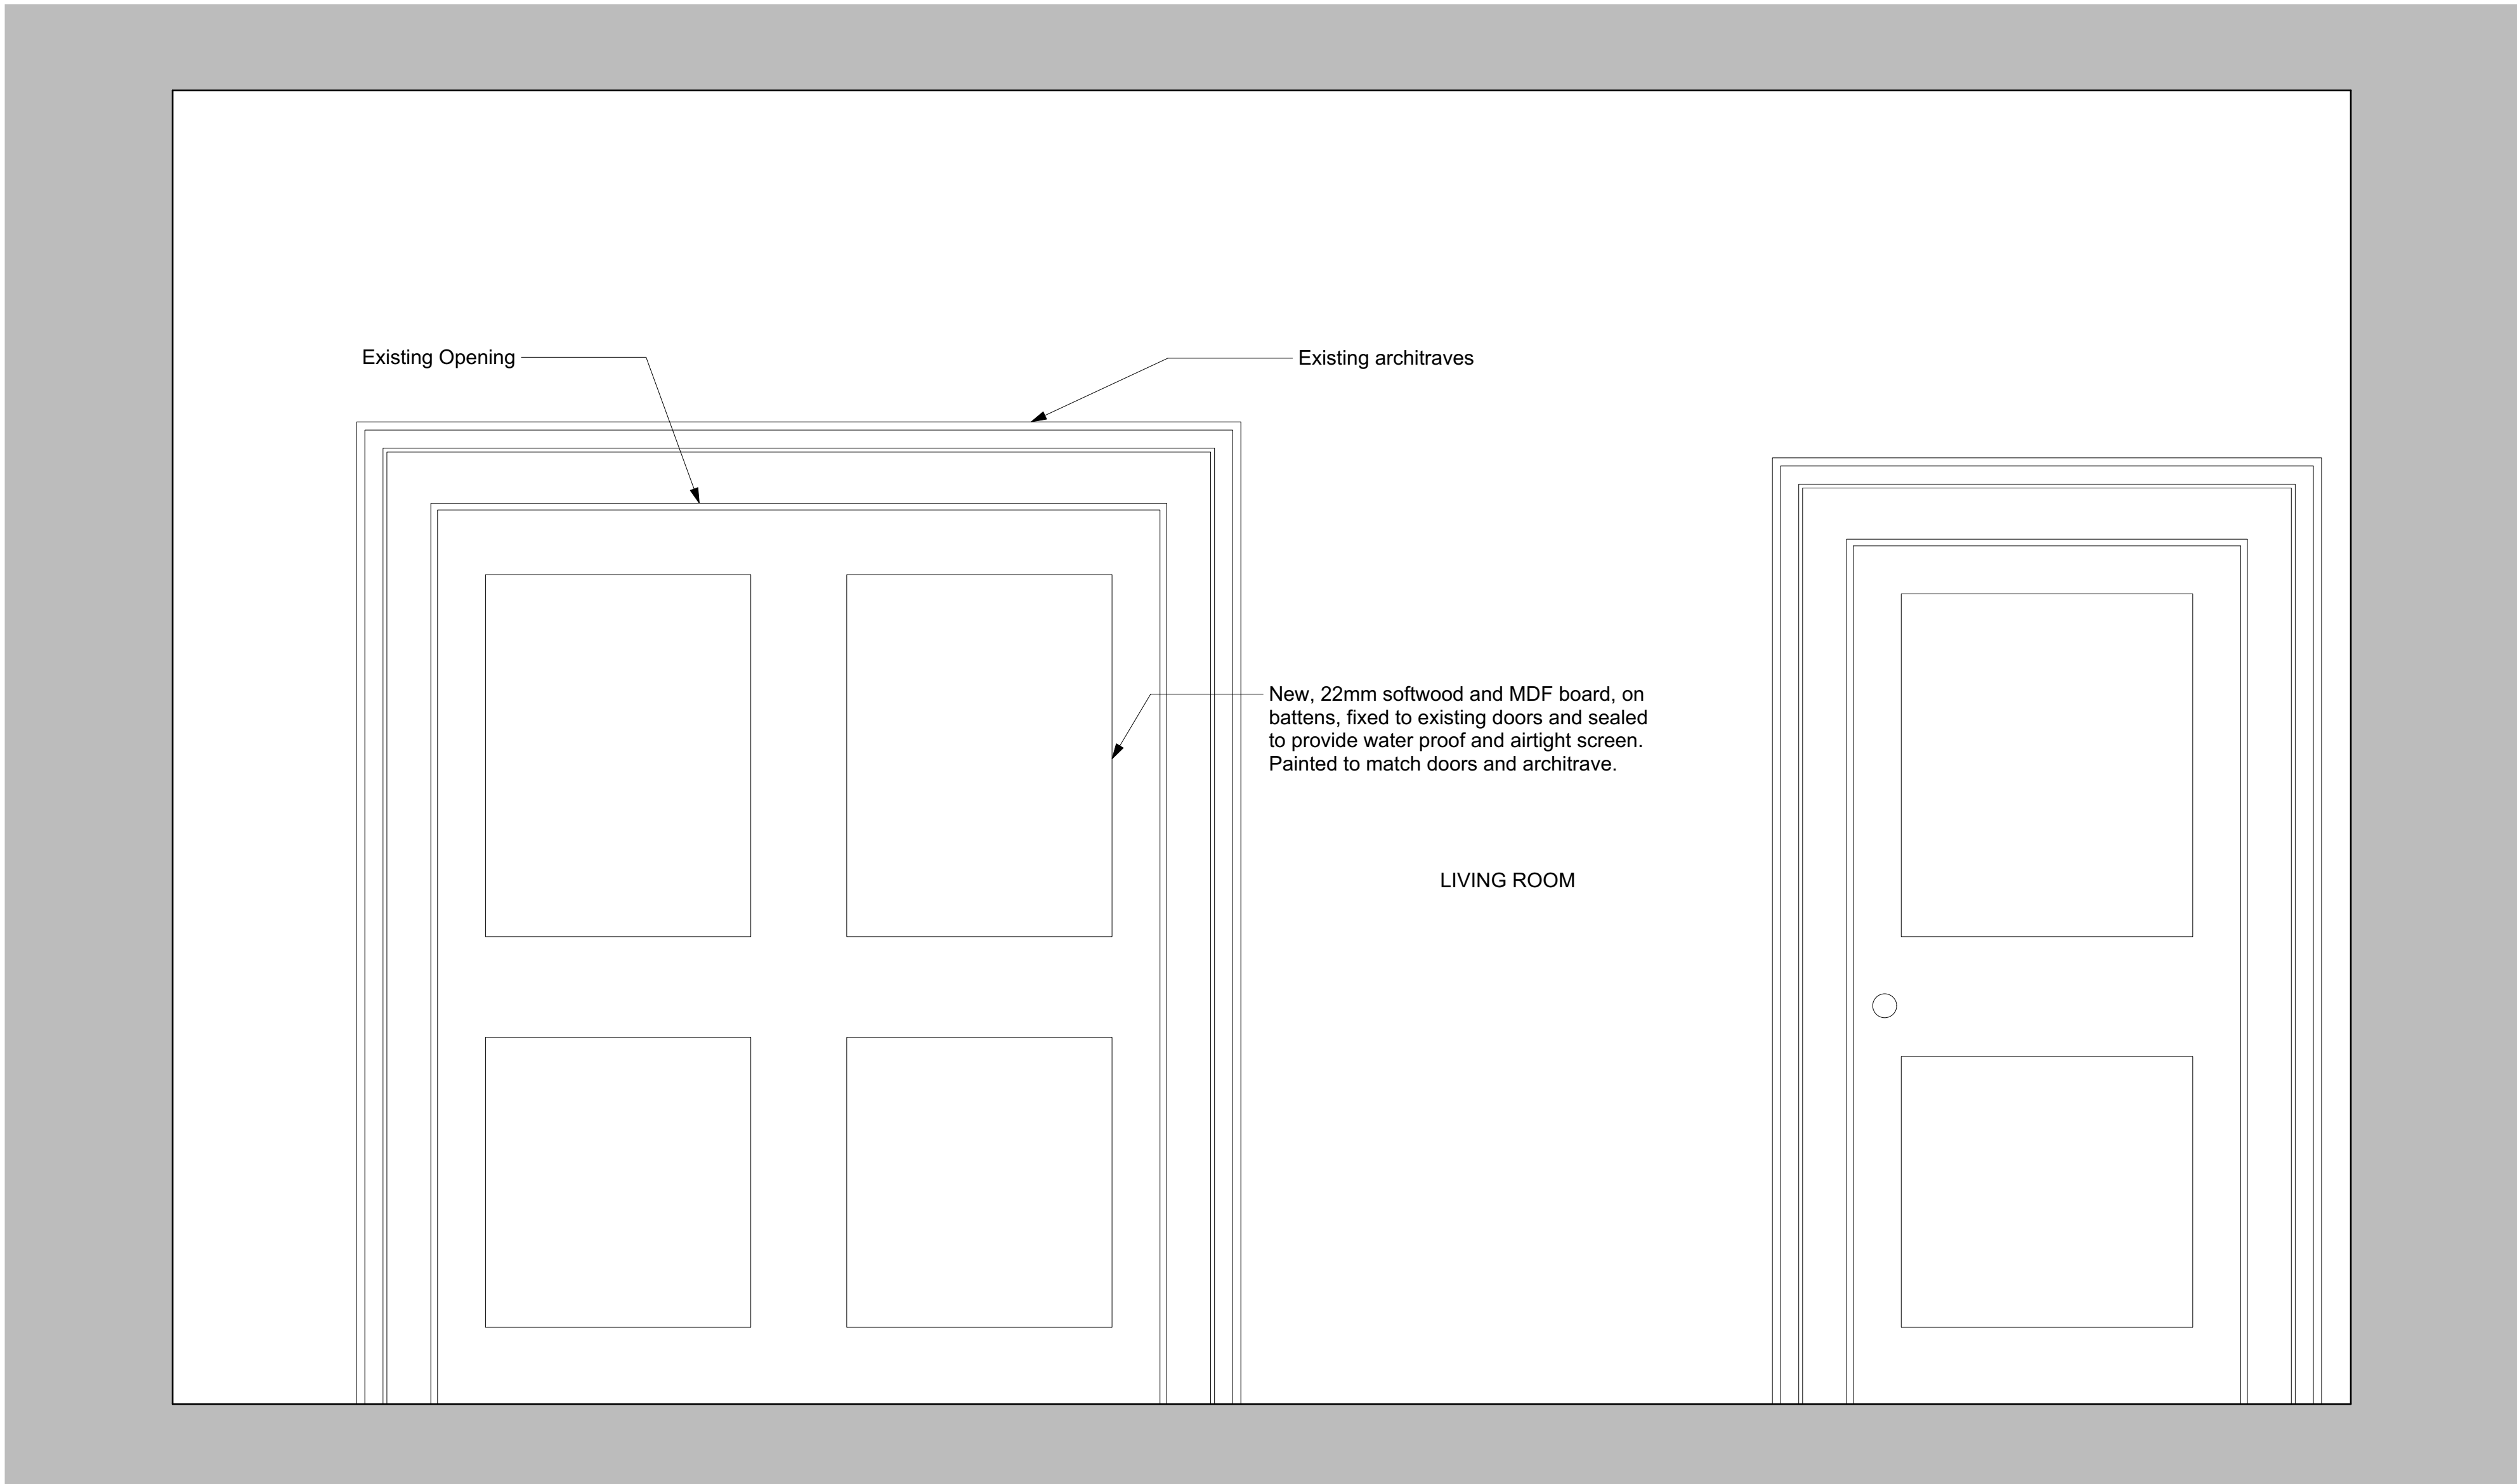 Existing Opening
Existing architraves
New, 22mm softwood and MDF board, on
battens, fixed to existing doors and sealed
to provide water proof and airtight screen.
Painted to match doors and architrave.
LIVING ROOM